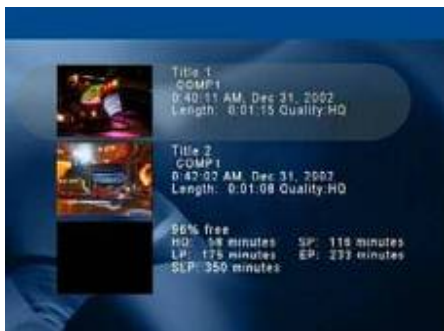 Title 1
COMP1
0:40:11 AM, Dec 31, 2002
Length: 0:01:15 Quality:HQ
Title 2
COMP1
0:42:02 AM, Dec 31, 2002
Length: 0:01:08 Quality:HQ
96% free
HQ: 58 minutes SP: 116 minutes
LP: 175 minutes EP: 233 minutes
SLP: 350 minutes